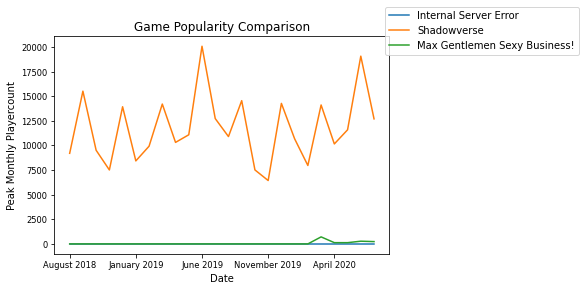 Internal Server Error
Shadowverse
Max Gentlemen Sexy Business!
Game Popularity Comparison
Peak Monthly Playercount
20000
17500
15000
12500
10000
7500
5000
2500
0
August 2018 January 2019 June 2019 November 2019 April 2020
Date